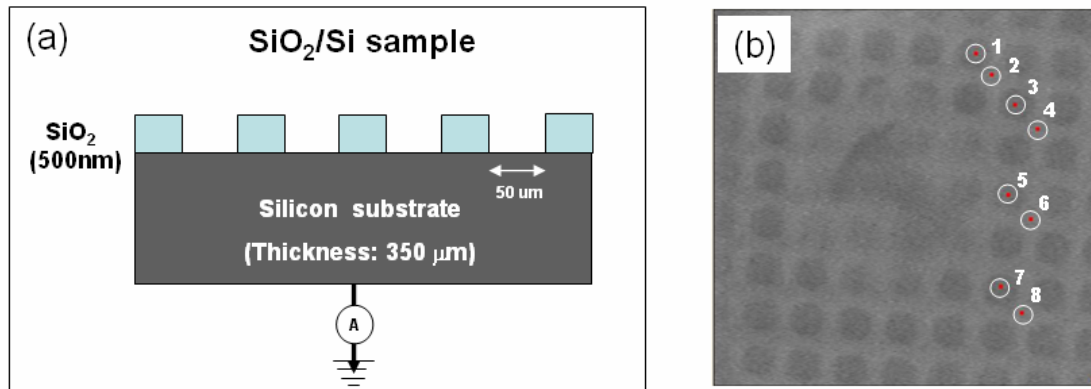 (a)
SiO₂/Si sample
SiO₂
(500nm)
50 um
Silicon substrate
(Thickness: 350 μm)
A
(b)
1
2
3
4
5
6
7
8